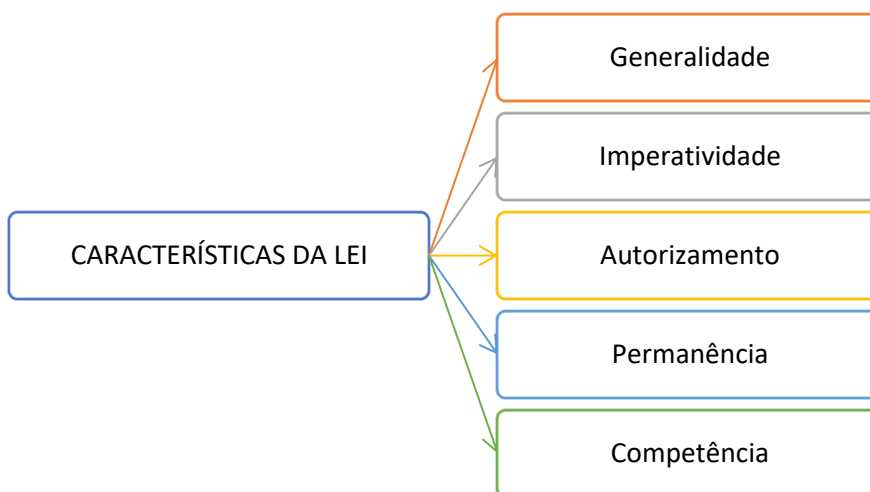 CARACTERÍSTICAS DA LEI
Generalidade
Imperatividade
Autorizamento
Permanência
Competência